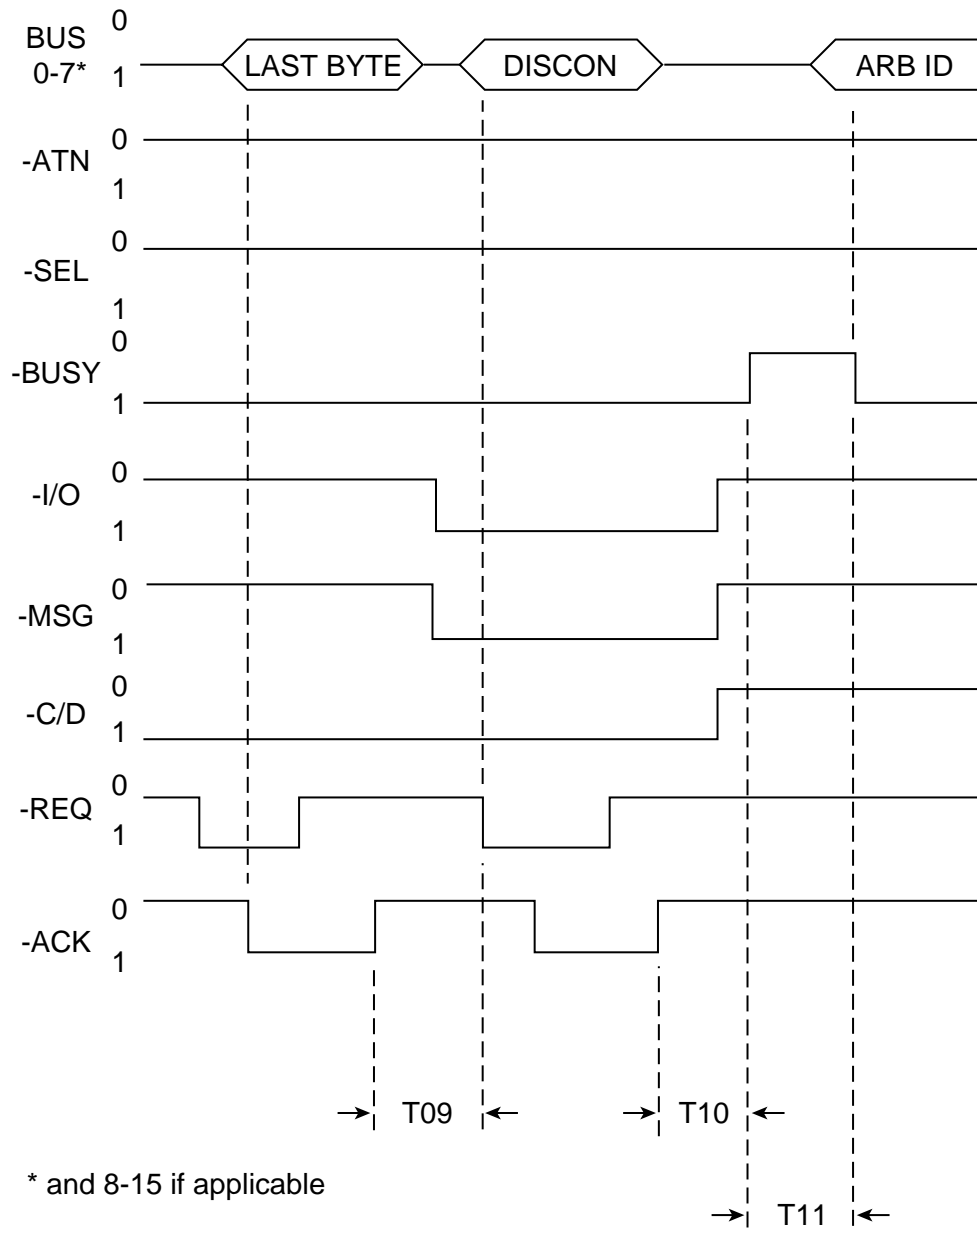 BUS
0-7*
0
1
LAST BYTE
DISCON
ARB ID
-ATN
0
1
-SEL
0
1
-BUSY
0
1
-I/O
0
1
-MSG
0
1
-C/D
0
1
-REQ
0
1
-ACK
0
1
T09
T10
* and 8-15 if applicable
T11